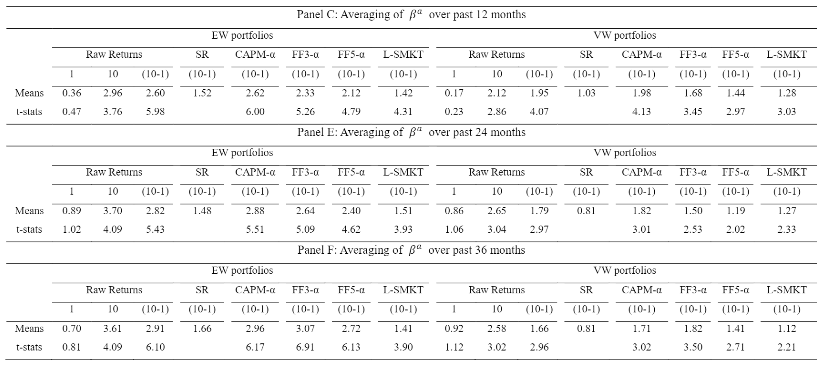 Panel C: Averaging of βᵅ over past 12 months
EW portfolios VW portfolios
Raw Returns SR CAPM-α FF3-α FF5-α L-SMKT Raw Returns SR CAPM-α FF3-α FF5-α L-SMKT
1 10 (10-1) (10-1) (10-1) (10-1) (10-1) (10-1) 1 10 (10-1) (10-1) (10-1) (10-1) (10-1) (10-1)
Means 0.36 2.96 2.60 1.52 2.62 2.33 2.12 1.42 0.17 2.12 1.95 1.03 1.98 1.68 1.44 1.28
t-stats 0.47 3.76 5.98 6.00 5.26 4.79 4.31 0.23 2.86 4.07 4.13 3.45 2.97 3.03
Panel E: Averaging of βᵅ over past 24 months
EW portfolios VW portfolios
Raw Returns SR CAPM-α FF3-α FF5-α L-SMKT Raw Returns SR CAPM-α FF3-α FF5-α L-SMKT
1 10 (10-1) (10-1) (10-1) (10-1) (10-1) (10-1) 1 10 (10-1) (10-1) (10-1) (10-1) (10-1) (10-1)
Means 0.89 3.70 2.82 1.48 2.88 2.64 2.40 1.51 0.86 2.65 1.79 0.81 1.82 1.50 1.19 1.27
t-stats 1.02 4.09 5.43 5.51 5.09 4.62 3.93 1.06 3.04 2.97 3.01 2.53 2.02 2.33
Panel F: Averaging of βᵅ over past 36 months
EW portfolios VW portfolios
Raw Returns SR CAPM-α FF3-α FF5-α L-SMKT Raw Returns SR CAPM-α FF3-α FF5-α L-SMKT
1 10 (10-1) (10-1) (10-1) (10-1) (10-1) (10-1) 1 10 (10-1) (10-1) (10-1) (10-1) (10-1) (10-1)
Means 0.70 3.61 2.91 1.66 2.96 3.07 2.72 1.41 0.92 2.58 1.66 0.81 1.71 1.82 1.41 1.12
t-stats 0.81 4.09 6.10 6.17 6.91 6.13 3.90 1.12 3.02 2.96 3.02 3.50 2.71 2.21